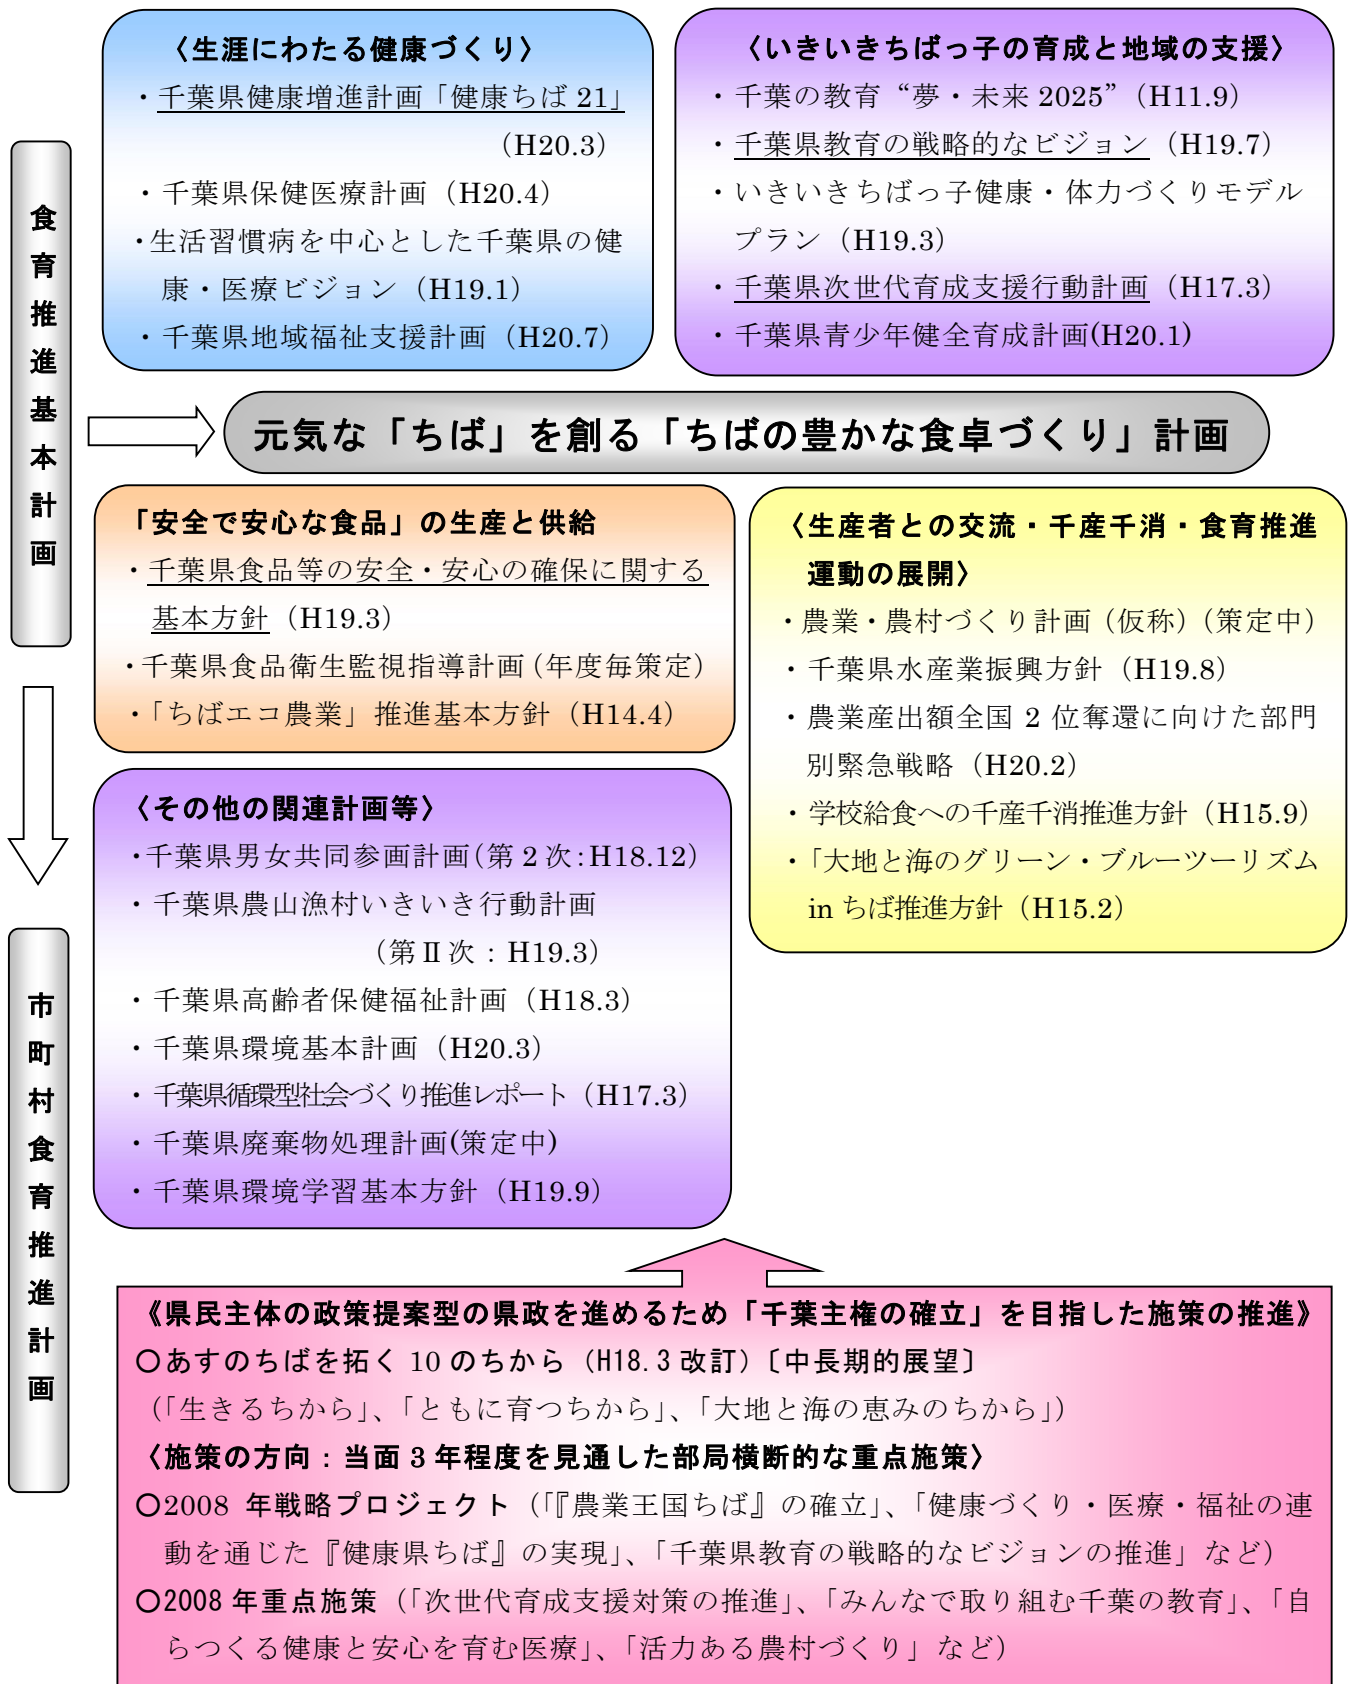 食育推進基本計画
市町村食育推進計画
〈生涯にわたる健康づくり〉
・千葉県健康増進計画「健康ちば 21」
（H20.3）
・千葉県保健医療計画（H20.4）
・生活習慣病を中心とした千葉県の健
康・医療ビジョン（H19.1）
・千葉県地域福祉支援計画（H20.7）
〈いきいきちばっ子の育成と地域の支援〉
・千葉の教育“夢・未来 2025”（H11.9）
・千葉県教育の戦略的なビジョン（H19.7）
・いきいきちばっ子健康・体力づくりモデル
プラン（H19.3）
・千葉県次世代育成支援行動計画（H17.3）
・千葉県青少年健全育成計画(H20.1)
元気な「ちば」を創る「ちばの豊かな食卓づくり」計画
「安全で安心な食品」の生産と供給
・千葉県食品等の安全・安心の確保に関する
基本方針（H19.3）
・千葉県食品衛生監視指導計画（年度毎策定）
・「ちばエコ農業」推進基本方針（H14.4）
〈生産者との交流・千産千消・食育推進
運動の展開〉
・農業・農村づくり計画（仮称）（策定中）
・千葉県水産業振興方針（H19.8）
・農業産出額全国 2 位奪還に向けた部門
別緊急戦略（H20.2）
・学校給食への千産千消推進方針（H15.9）
・「大地と海のグリーン・ブルーツーリズム
in ちば推進方針（H15.2）
〈その他の関連計画等〉
・千葉県男女共同参画計画（第 2 次：H18.12）
・千葉県農山漁村いきいき行動計画
（第Ⅱ次：H19.3）
・千葉県高齢者保健福祉計画（H18.3）
・千葉県環境基本計画（H20.3）
・千葉県循環型社会づくり推進レポート（H17.3）
・千葉県廃棄物処理計画(策定中)
・千葉県環境学習基本方針（H19.9）
《県民主体の政策提案型の県政を進めるため「千葉主権の確立」を目指した施策の推進》
〇あすのちばを拓く 10 のちから（H18.3 改訂）〔中長期的展望〕
（「生きるちから」、「ともに育つちから」、「大地と海の恵みのちから」）
〈施策の方向：当面 3 年程度を見通した部局横断的な重点施策〉
〇2008 年戦略プロジェクト（「『農業王国ちば』の確立」、「健康づくり・医療・福祉の連
動を通じた『健康県ちば』の実現」、「千葉県教育の戦略的なビジョンの推進」など）
〇2008 年重点施策（「次世代育成支援対策の推進」、「みんなで取り組む千葉の教育」、「自
らつくる健康と安心を育む医療」、「活力ある農村づくり」など）